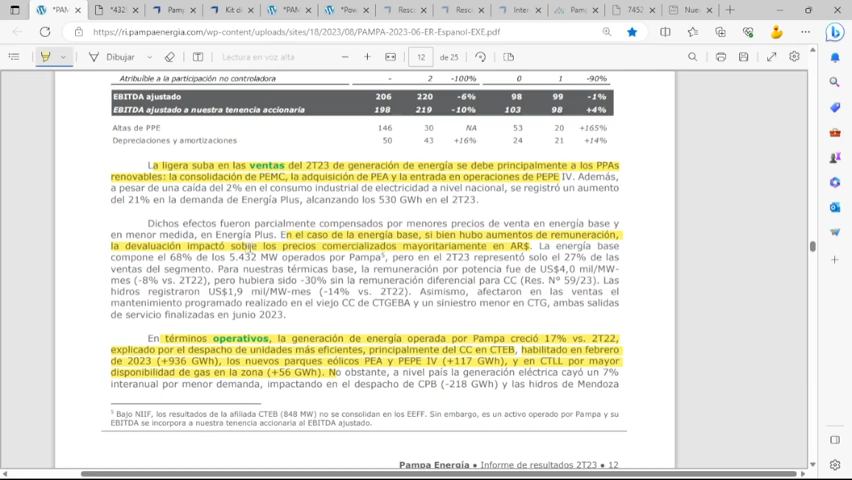 *PAM
*432
Pamp
Kit di
*PAM
*Pow
Resca
Resca
Inter
Pamp
7452
Nue
https://ri.pampaenergia.com/wp-content/uploads/sites/18/2023/08/PAMPA-2023-06-ER-Espanol-EXE.pdf
Dibujar
Lectura en voz alta
12
de 25
Atribuible a la participación no controladora - 2 -100% 0 1 -90%
EBITDA ajustado 206 220 -6% 98 99 -1%
EBITDA ajustado a nuestra tenencia accionaria 198 219 -10% 103 98 +4%
Altas de PPE 146 30 NA 53 20 +165%
Depreciaciones y amortizaciones 50 43 +16% 24 21 +14%
La ligera suba en las ventas del 2T23 de generación de energía se debe principalmente a los PPAs
renovables: la consolidación de PEMC, la adquisición de PEA y la entrada en operaciones de PEPE IV. Además,
a pesar de una caída del 2% en el consumo industrial de electricidad a nivel nacional, se registró un aumento
del 21% en la demanda de Energía Plus, alcanzando los 530 GWh en el 2T23.
Dichos efectos fueron parcialmente compensados por menores precios de venta en energía base y
en menor medida, en Energía Plus. En el caso de la energía base, si bien hubo aumentos de remuneración,
la devaluación impactó sobre los precios comercializados mayoritariamente en AR$. La energía base
compone el 68% de los 5.432 MW operados por Pampa⁵, pero en el 2T23 representó solo el 27% de las
ventas del segmento. Para nuestras térmicas base, la remuneración por potencia fue de US$4,0 mil/MW-
mes (-8% vs. 2T22), pero hubiera sido -30% sin la remuneración diferencial para CC (Res. N° 59/23). Las
hidros registraron US$1,9 mil/MW-mes (-14% vs. 2T22). Asimismo, afectaron en las ventas el
mantenimiento programado realizado en el viejo CC de CTGEBA y un siniestro menor en CTG, ambas salidas
de servicio finalizadas en junio 2023.
En términos operativos, la generación de energía operada por Pampa creció 17% vs. 2T22,
explicado por el despacho de unidades más eficientes, principalmente del CC en CTEB, habilitado en febrero
de 2023 (+936 GWh), los nuevos parques eólicos PEA y PEPE IV (+117 GWh), y en CTLL por mayor
disponibilidad de gas en la zona (+56 GWh). No obstante, a nivel país la generación eléctrica cayó un 7%
interanual por menor demanda, impactando en el despacho de CPB (-218 GWh) y las hidros de Mendoza
⁵ Bajo NIIF, los resultados de la afiliada CTEB (848 MW) no se consolidan en los EEFF. Sin embargo, es un activo operado por Pampa y su
EBITDA se incorpora a nuestra tenencia accionaria al EBITDA ajustado.
Pampa Energía • Informe de resultados 2T23 • 12